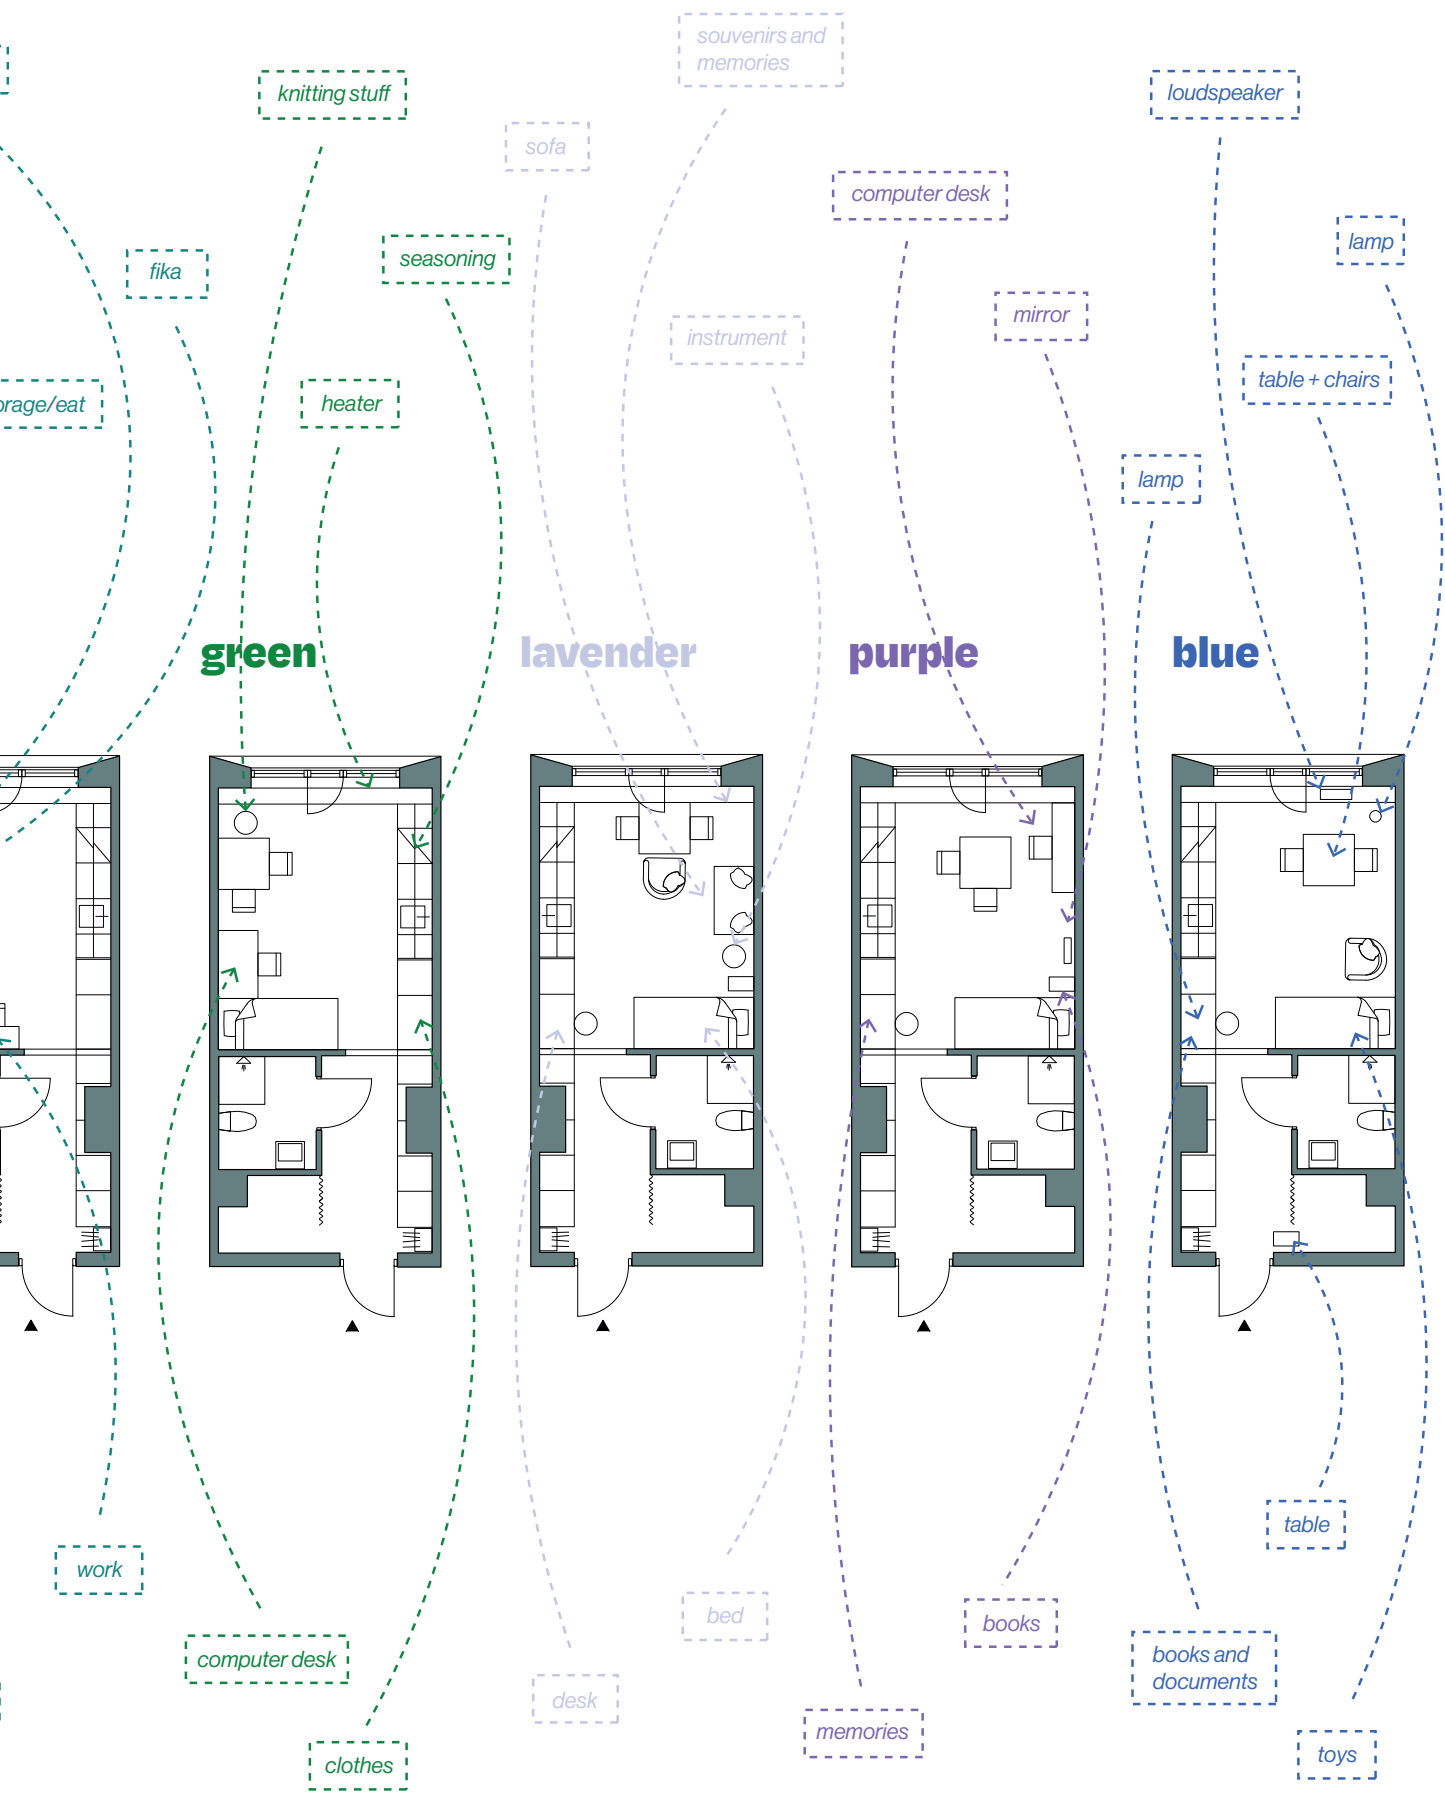 souvenirs and
memories
knitting stuff
loudspeaker
sofa
computer desk
lamp
seasoning
fika
mirror
instrument
table + chairs
heater
orage/eat
lamp
green
lavender
purple
blue
table
work
bed
books
computer desk
books and
documents
desk
memories
toys
clothes